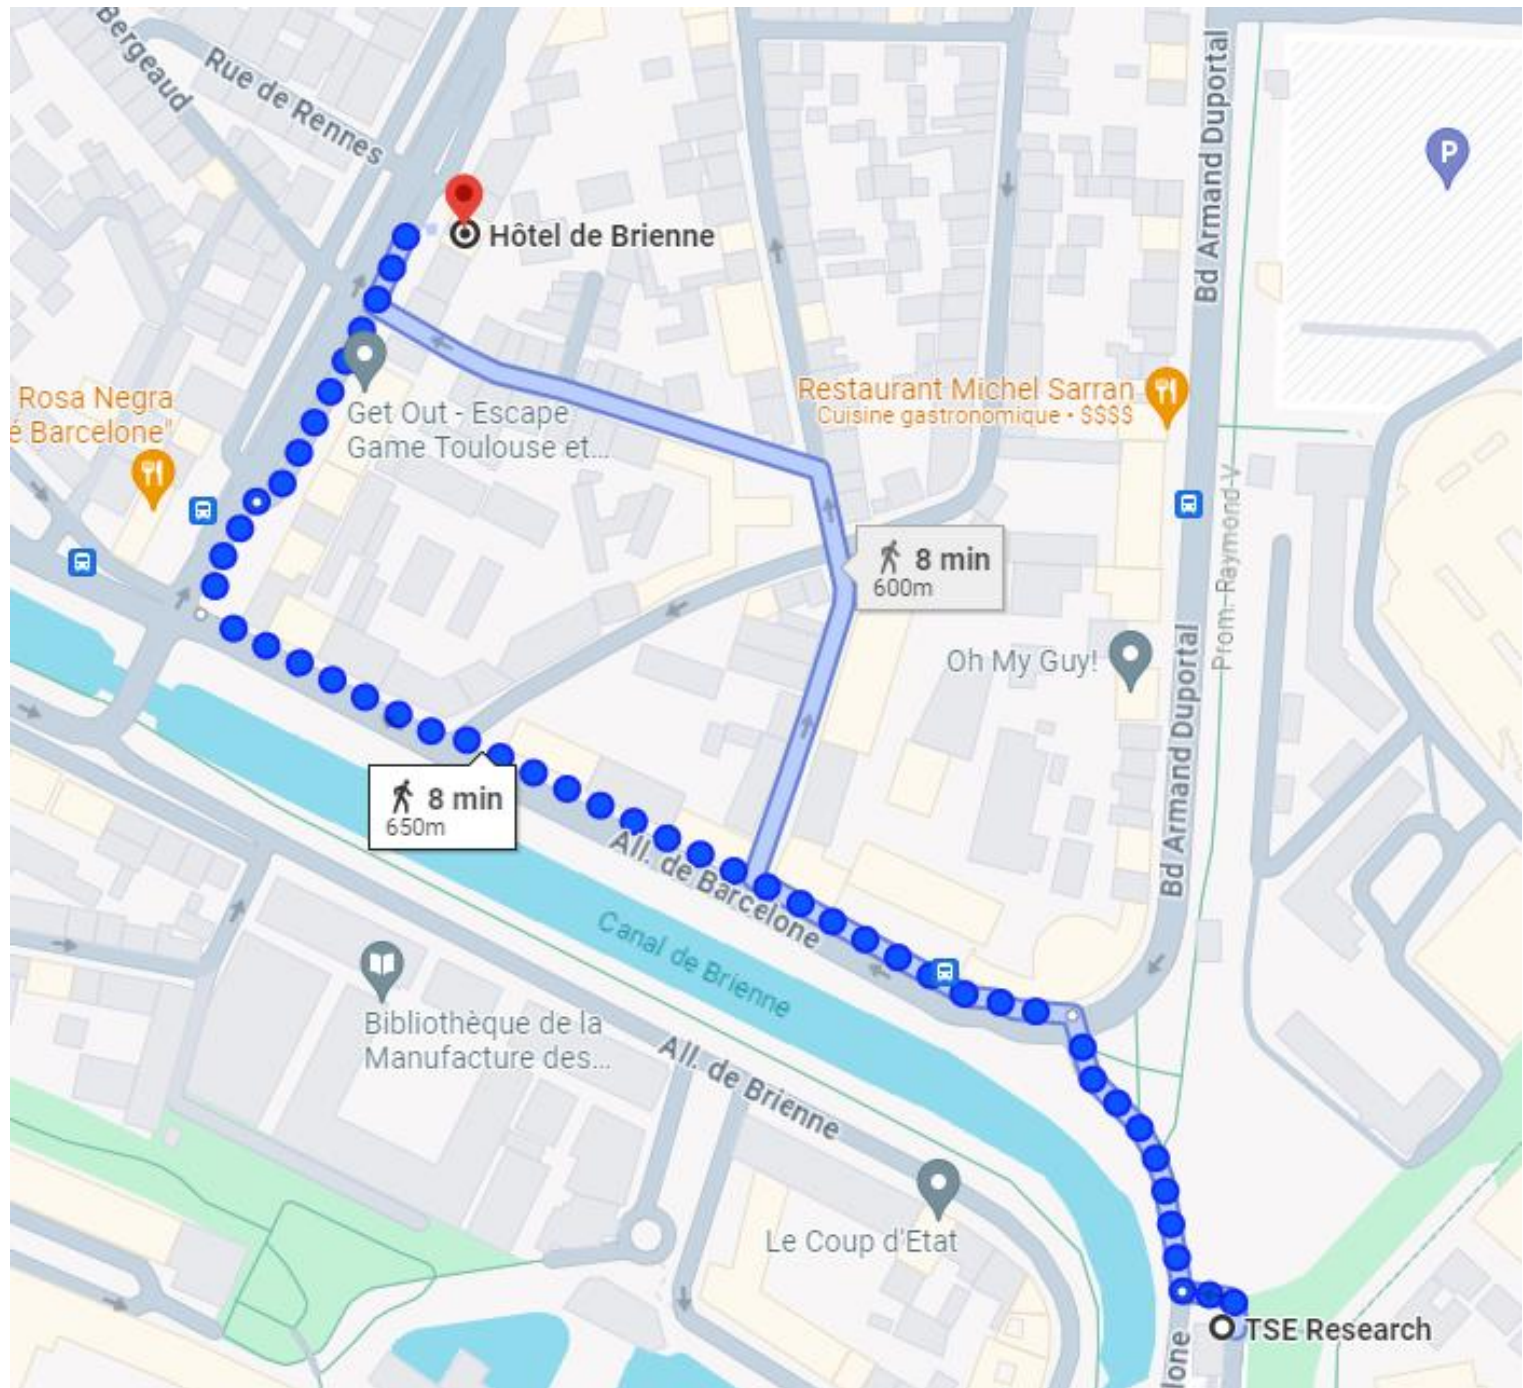 Bergeaud
Rue de Rennes
Bd Armand Duportal
P
Hôtel de Brienne
Rosa Negra
é Barcelone"
Get Out - Escape
Game Toulouse et...
Restaurant Michel Sarran
Cuisine gastronomique • $$$$
Prom. Raymond-V
8 min
600m
Oh My Guy!
Bd Armand Duportal
8 min
650m
All. de Barcelone
Canal de Brienne
Bibliothèque de la
Manufacture des...
All. de Brienne
Le Coup d'Etat
TSE Research
lone